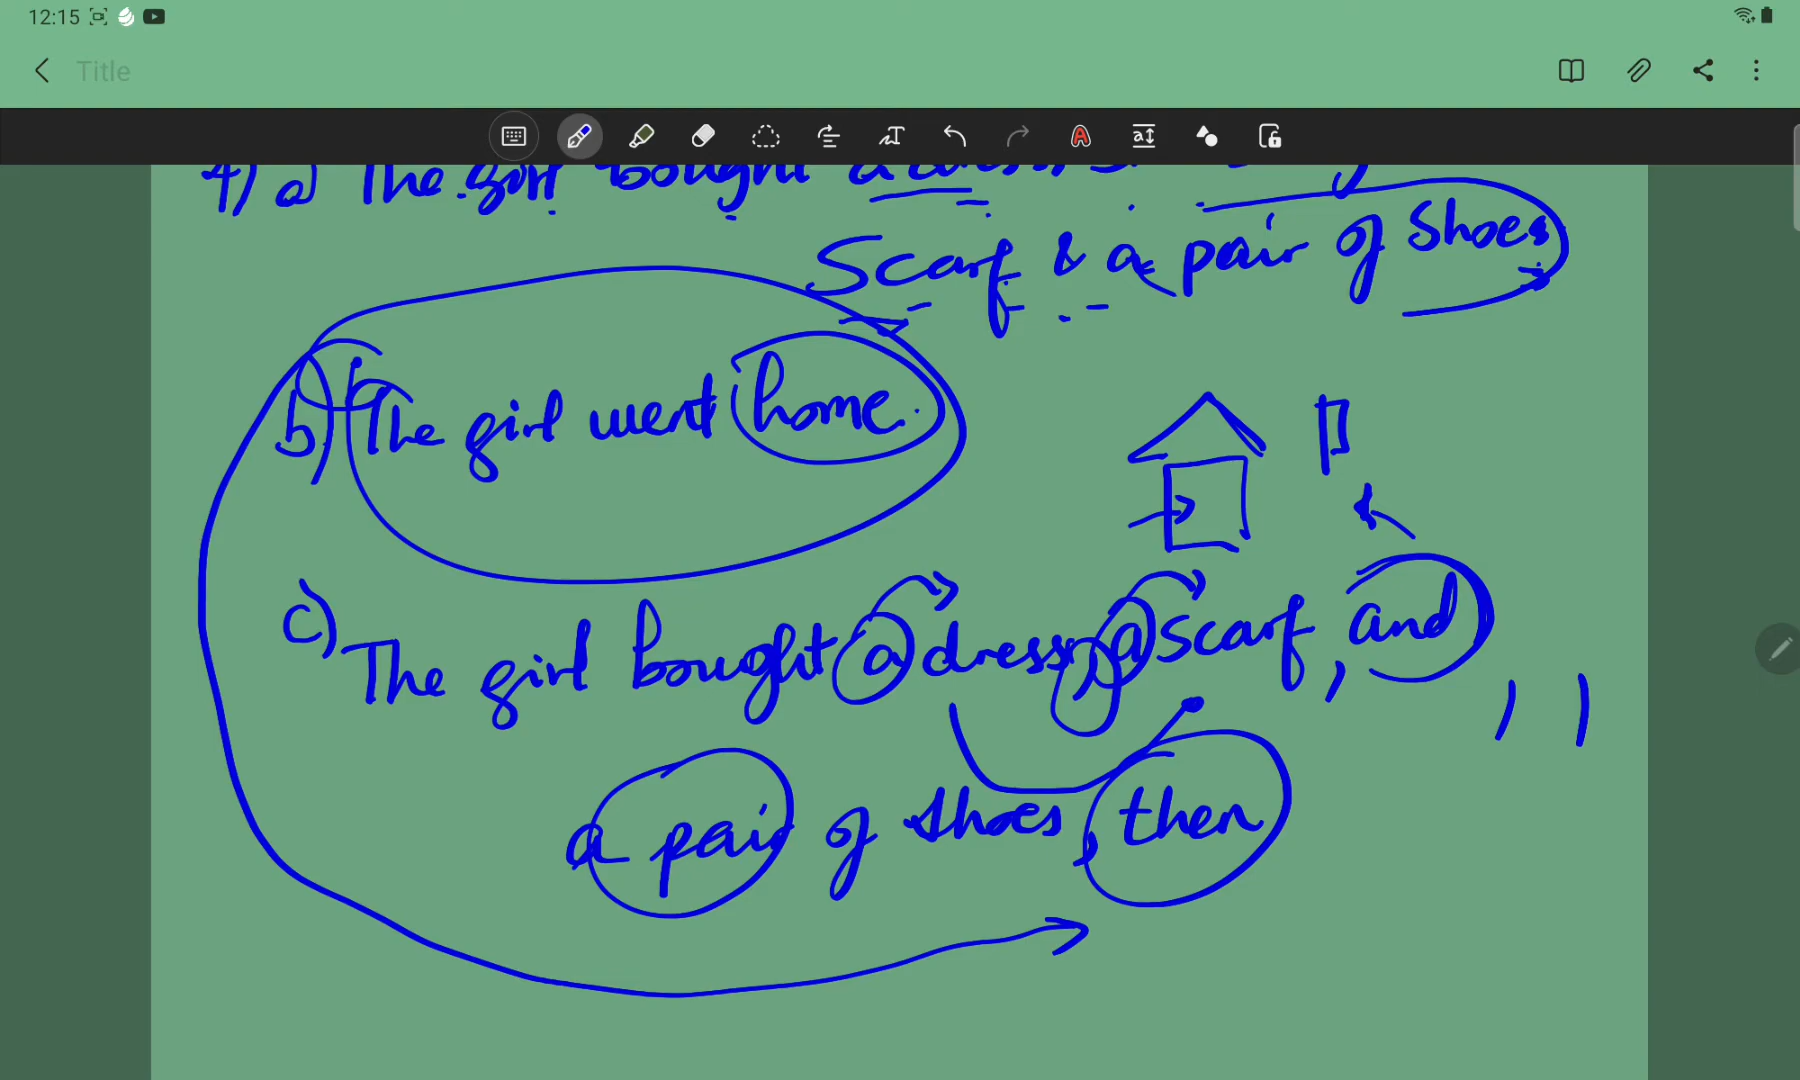 12:15
Title
4) a) The girl bought a dress,
Scarf & a pair of shoes
b) The girl went home.
c) The girl bought a dress, a scarf, and
a pair of shoes, then